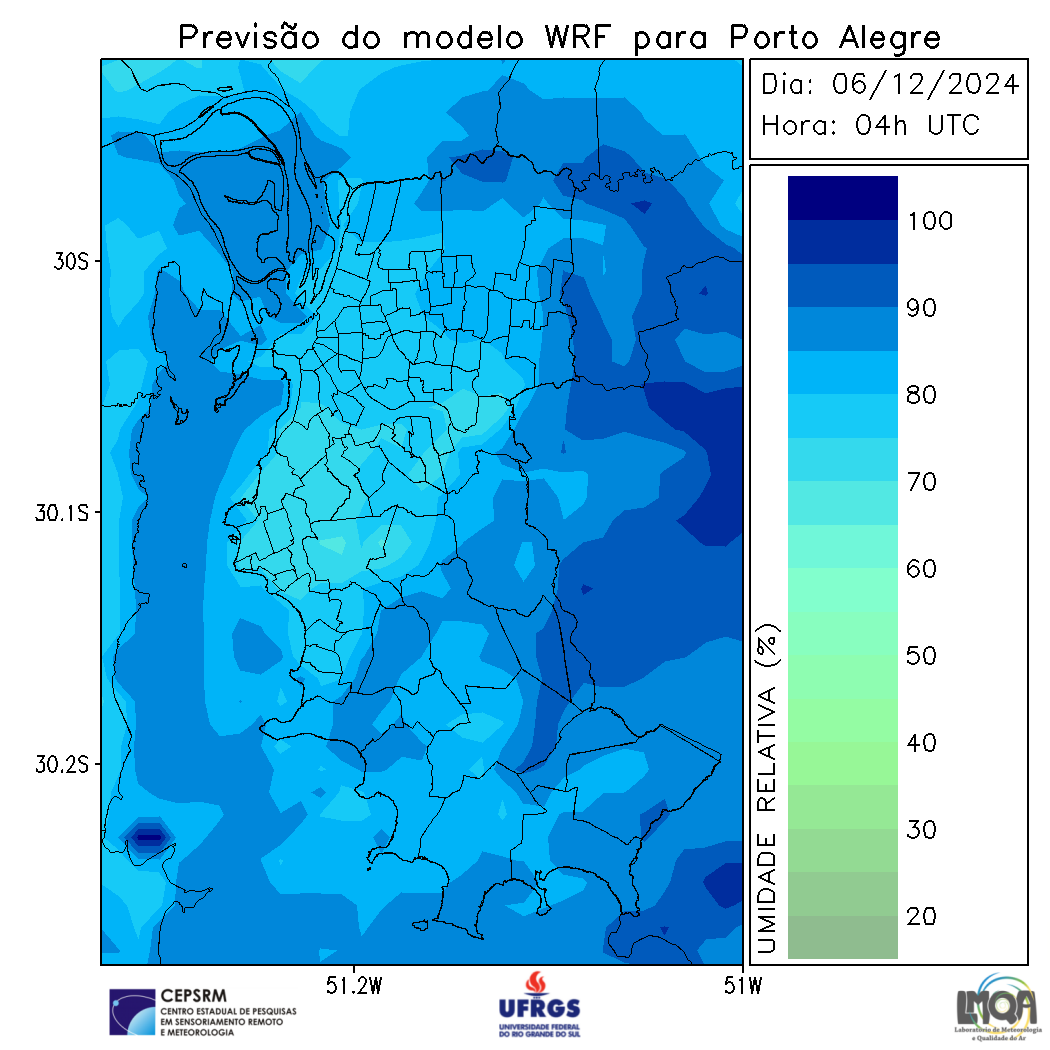 Previsão do modelo WRF para Porto Alegre
Dia: 06/12/2024
Hora: 04h UTC
100
90
80
70
60
50
40
30
20
UMIDADE RELATIVA (%)
30S
30.1S
30.2S
51.2W
51W
CEPSRM
CENTRO ESTADUAL DE PESQUISAS
EM SENSORIAMENTO REMOTO
E METEOROLOGIA
UFRGS
UNIVERSIDADE FEDERAL
DO RIO GRANDE DO SUL
LMQA
Laboratório de Meteorologia
e Qualidade do Ar